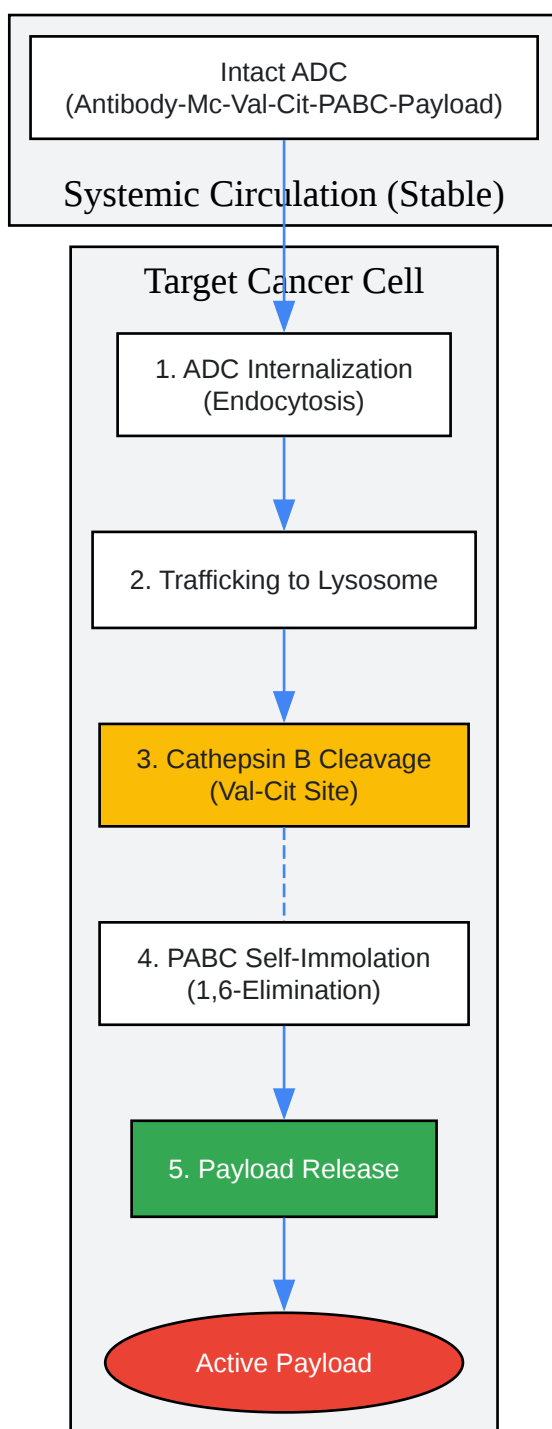 Intact ADC
(Antibody-Mc-Val-Cit-PABC-Payload)
Systemic Circulation (Stable)
Target Cancer Cell
1. ADC Internalization
(Endocytosis)
2. Trafficking to Lysosome
3. Cathepsin B Cleavage
(Val-Cit Site)
4. PABC Self-Immolation
(1,6-Elimination)
5. Payload Release
Active Payload